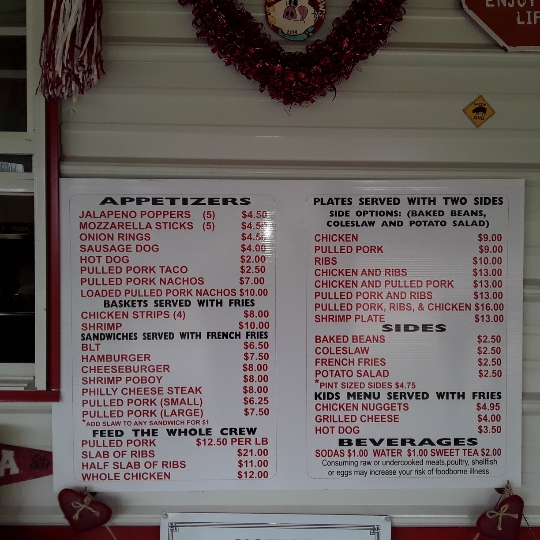 ENJOY
LIF
APPETIZERS
JALAPENO POPPERS (5) $4.50
MOZZARELLA STICKS (5) $4.50
ONION RINGS $4.50
SAUSAGE DOG $4.00
HOT DOG $2.00
PULLED PORK TACO $2.50
PULLED PORK NACHOS $7.00
LOADED PULLED PORK NACHOS $10.00
BASKETS SERVED WITH FRIES
CHICKEN STRIPS (4) $8.00
SHRIMP $10.00
SANDWICHES SERVED WITH FRENCH FRIES
BLT $6.50
HAMBURGER $7.50
CHEESEBURGER $8.00
SHRIMP POBOY $8.00
PHILLY CHEESE STEAK $8.00
PULLED PORK (SMALL) $6.25
PULLED PORK (LARGE) $7.50
*ADD SLAW TO ANY SANDWICH FOR $1
FEED THE WHOLE CREW
PULLED PORK $12.50 PER LB
SLAB OF RIBS $21.00
HALF SLAB OF RIBS $11.00
WHOLE CHICKEN $12.00
PLATES SERVED WITH TWO SIDES
SIDE OPTIONS: (BAKED BEANS,
COLESLAW AND POTATO SALAD)
CHICKEN $9.00
PULLED PORK $9.00
RIBS $10.00
CHICKEN AND RIBS $13.00
CHICKEN AND PULLED PORK $13.00
PULLED PORK AND RIBS $13.00
PULLED PORK, RIBS, & CHICKEN $16.00
SHRIMP PLATE $13.00
SIDES
BAKED BEANS $2.50
COLESLAW $2.50
FRENCH FRIES $2.50
POTATO SALAD $2.50
*PINT SIZED SIDES $4.75
KIDS MENU SERVED WITH FRIES
CHICKEN NUGGETS $4.95
GRILLED CHEESE $4.00
HOT DOG $3.50
BEVERAGES
SODAS $1.00 WATER $1.00 SWEET TEA $2.00
Consuming raw or undercooked meats,poultry, shellfish
or eggs may increase your risk of foodborne illness.